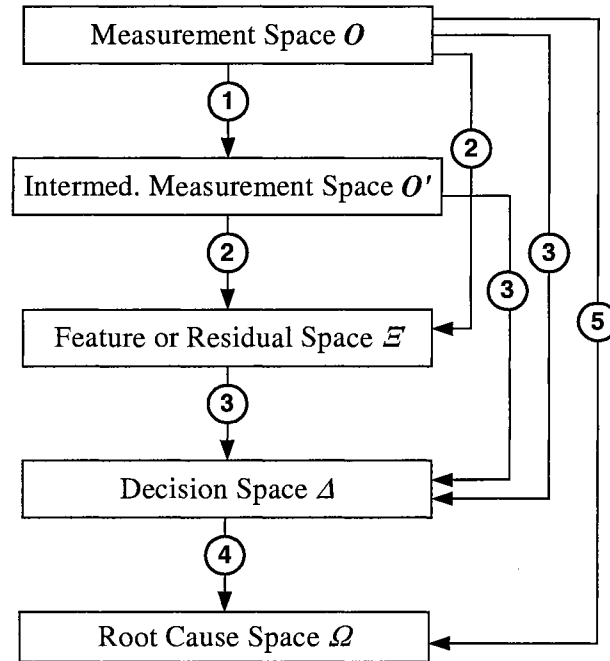 Measurement Space O
1
2
Intermed. Measurement Space O'
2
3
3
5
Feature or Residual Space Ξ
3
Decision Space Δ
4
Root Cause Space Ω